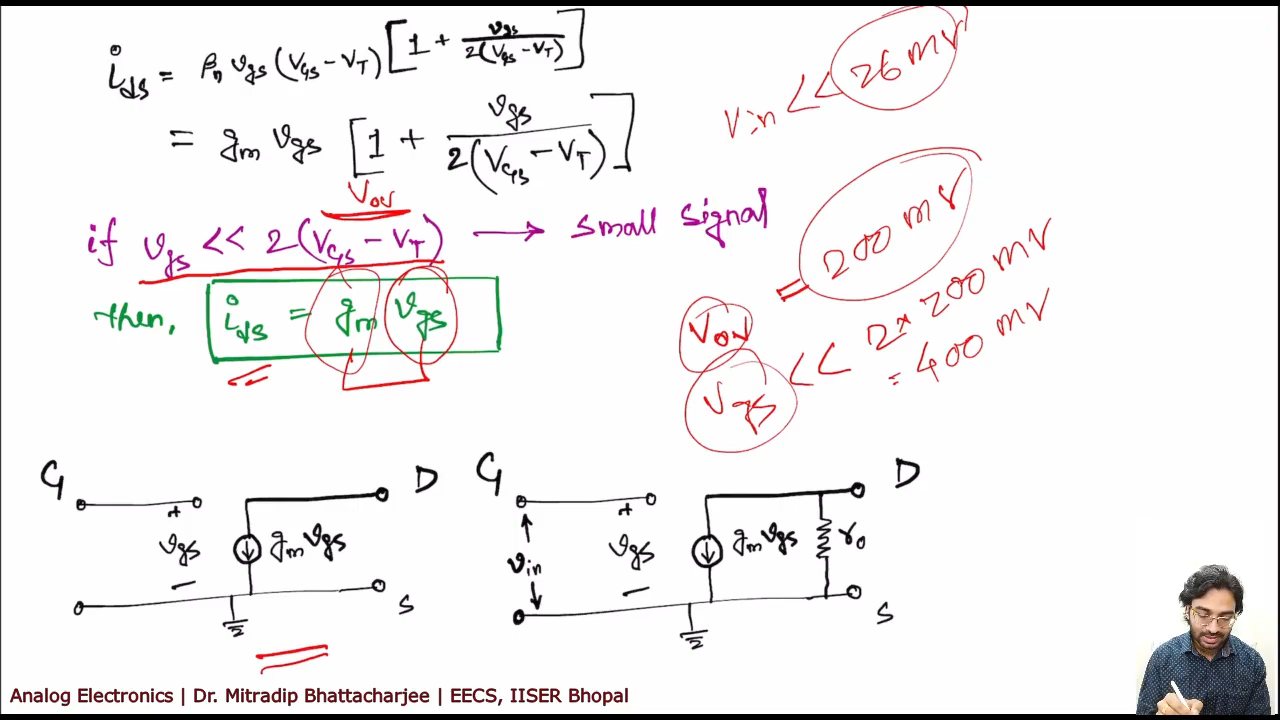 i_ds = β_n v_gs (V_GS − V_T) [1 + v_gs / 2(V_GS − V_T)]
V_in << 26 mV
= g_m v_gs [1 + v_gs / 2(V_GS − V_T)]
V_ov
if v_gs << 2(V_GS − V_T) → small signal
= 200 mV
then, i_ds = g_m v_gs
V_ov
V_gs << 2 × 200 mV
= 400 mV
G D G D
+ v_gs − g_m v_gs v_in + v_gs − g_m v_gs r_o
S S
Analog Electronics | Dr. Mitradip Bhattacharjee | EECS, IISER Bhopal